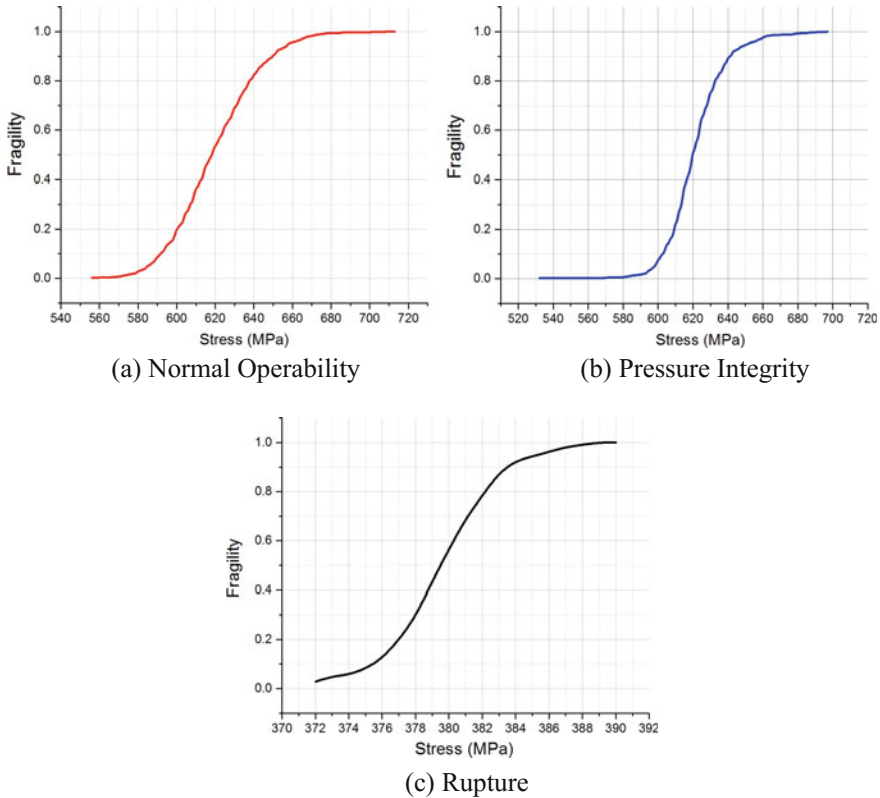 1.0
0.8
0.6
0.4
0.2
0.0
Fragility
540 560 580 600 620 640 660 680 700 720
Stress (MPa)
(a) Normal Operability
1.0
0.8
0.6
0.4
0.2
0.0
Fragility
520 540 560 580 600 620 640 660 680 700 720
Stress (MPa)
(b) Pressure Integrity
1.0
0.8
0.6
0.4
0.2
0.0
Fragility
370 372 374 376 378 380 382 384 386 388 390 392
Stress (MPa)
(c) Rupture